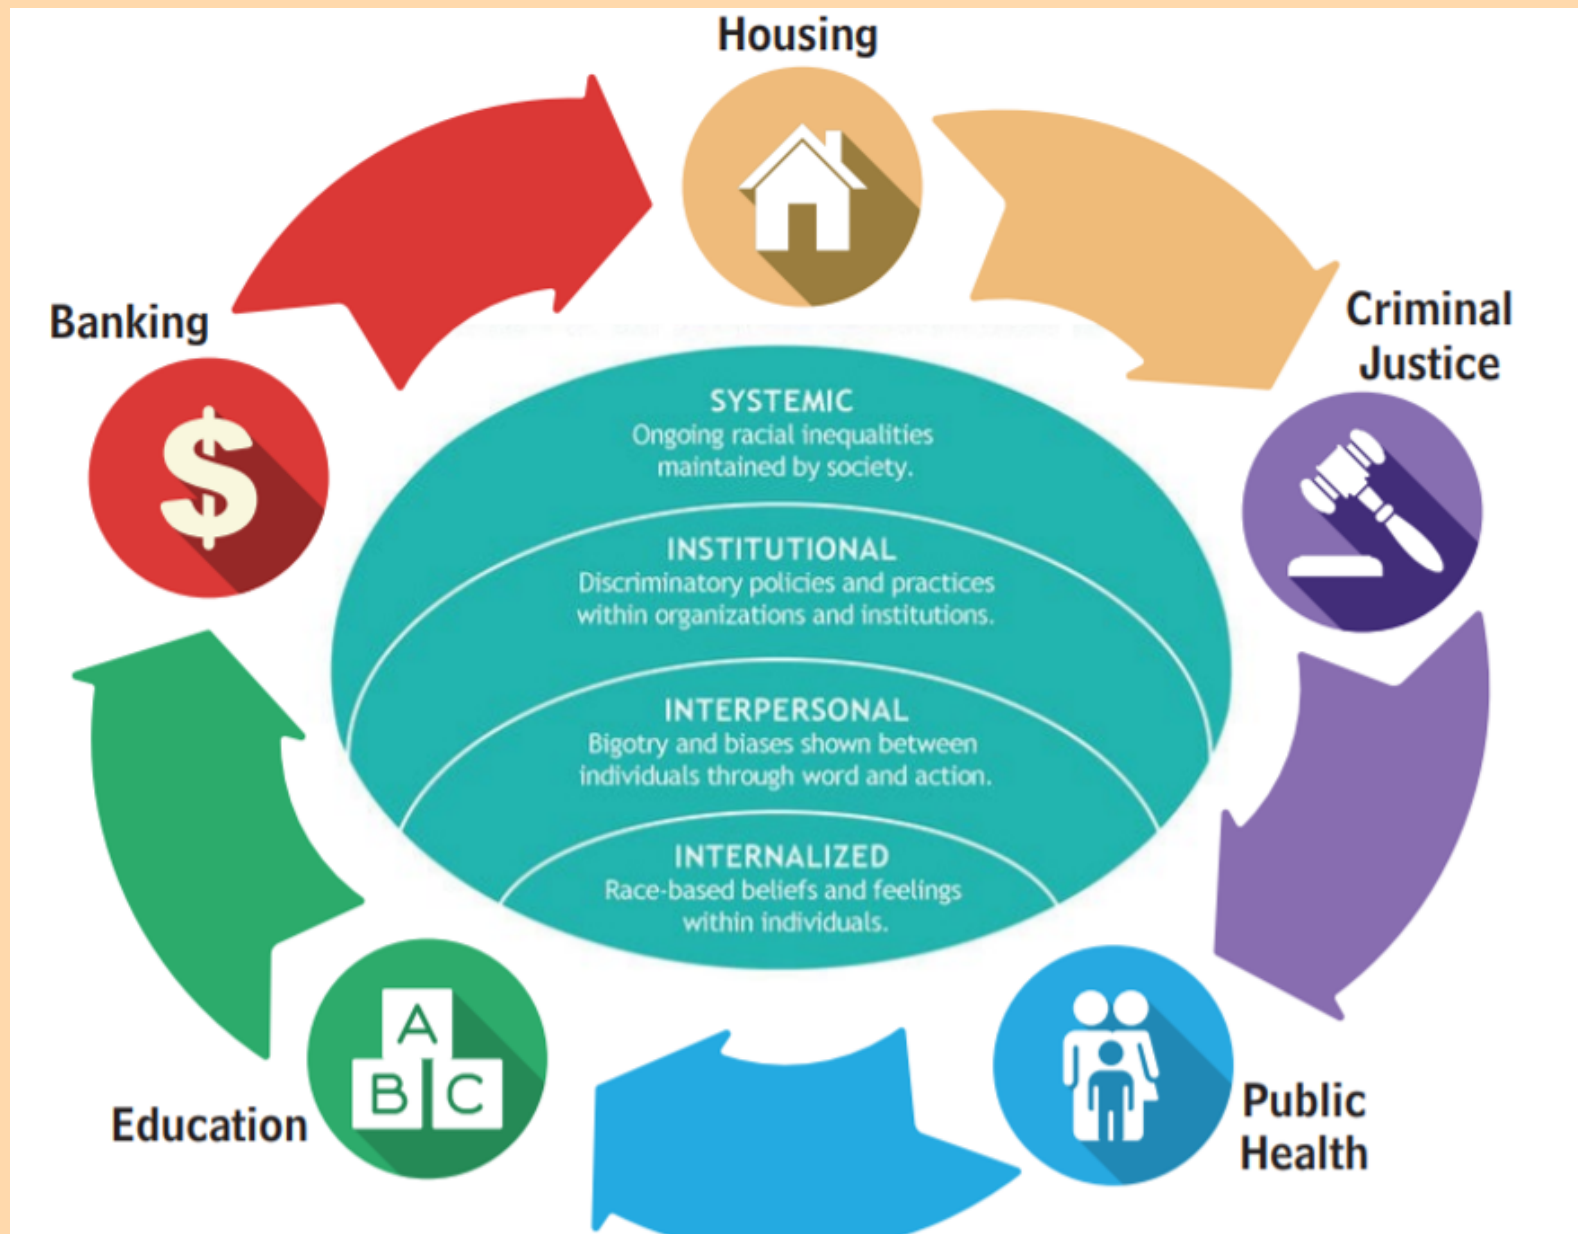 Housing
Banking
Criminal
Justice
$
SYSTEMIC
Ongoing racial inequalities
maintained by society.
INSTITUTIONAL
Discriminatory policies and practices
within organizations and institutions.
INTERPERSONAL
Bigotry and biases shown between
individuals through word and action.
INTERNALIZED
Race-based beliefs and feelings
within individuals.
A
B C
Education
Public
Health